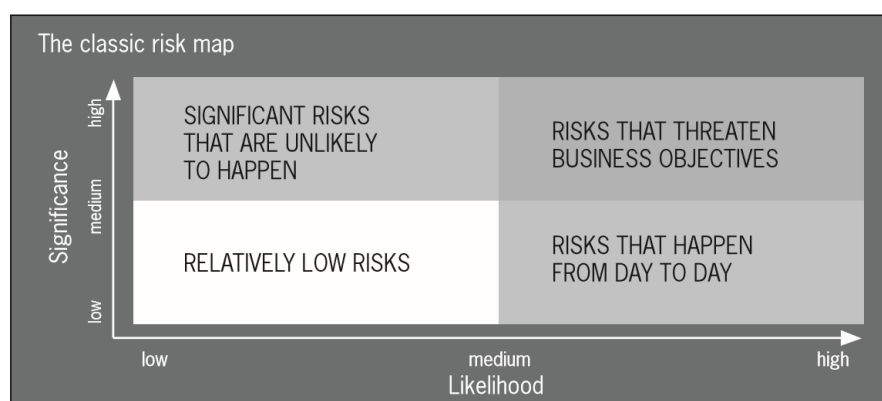 The classic risk map
Significance
high
medium
low
SIGNIFICANT RISKS
THAT ARE UNLIKELY
TO HAPPEN
RISKS THAT THREATEN
BUSINESS OBJECTIVES
RELATIVELY LOW RISKS
RISKS THAT HAPPEN
FROM DAY TO DAY
low
medium
high
Likelihood